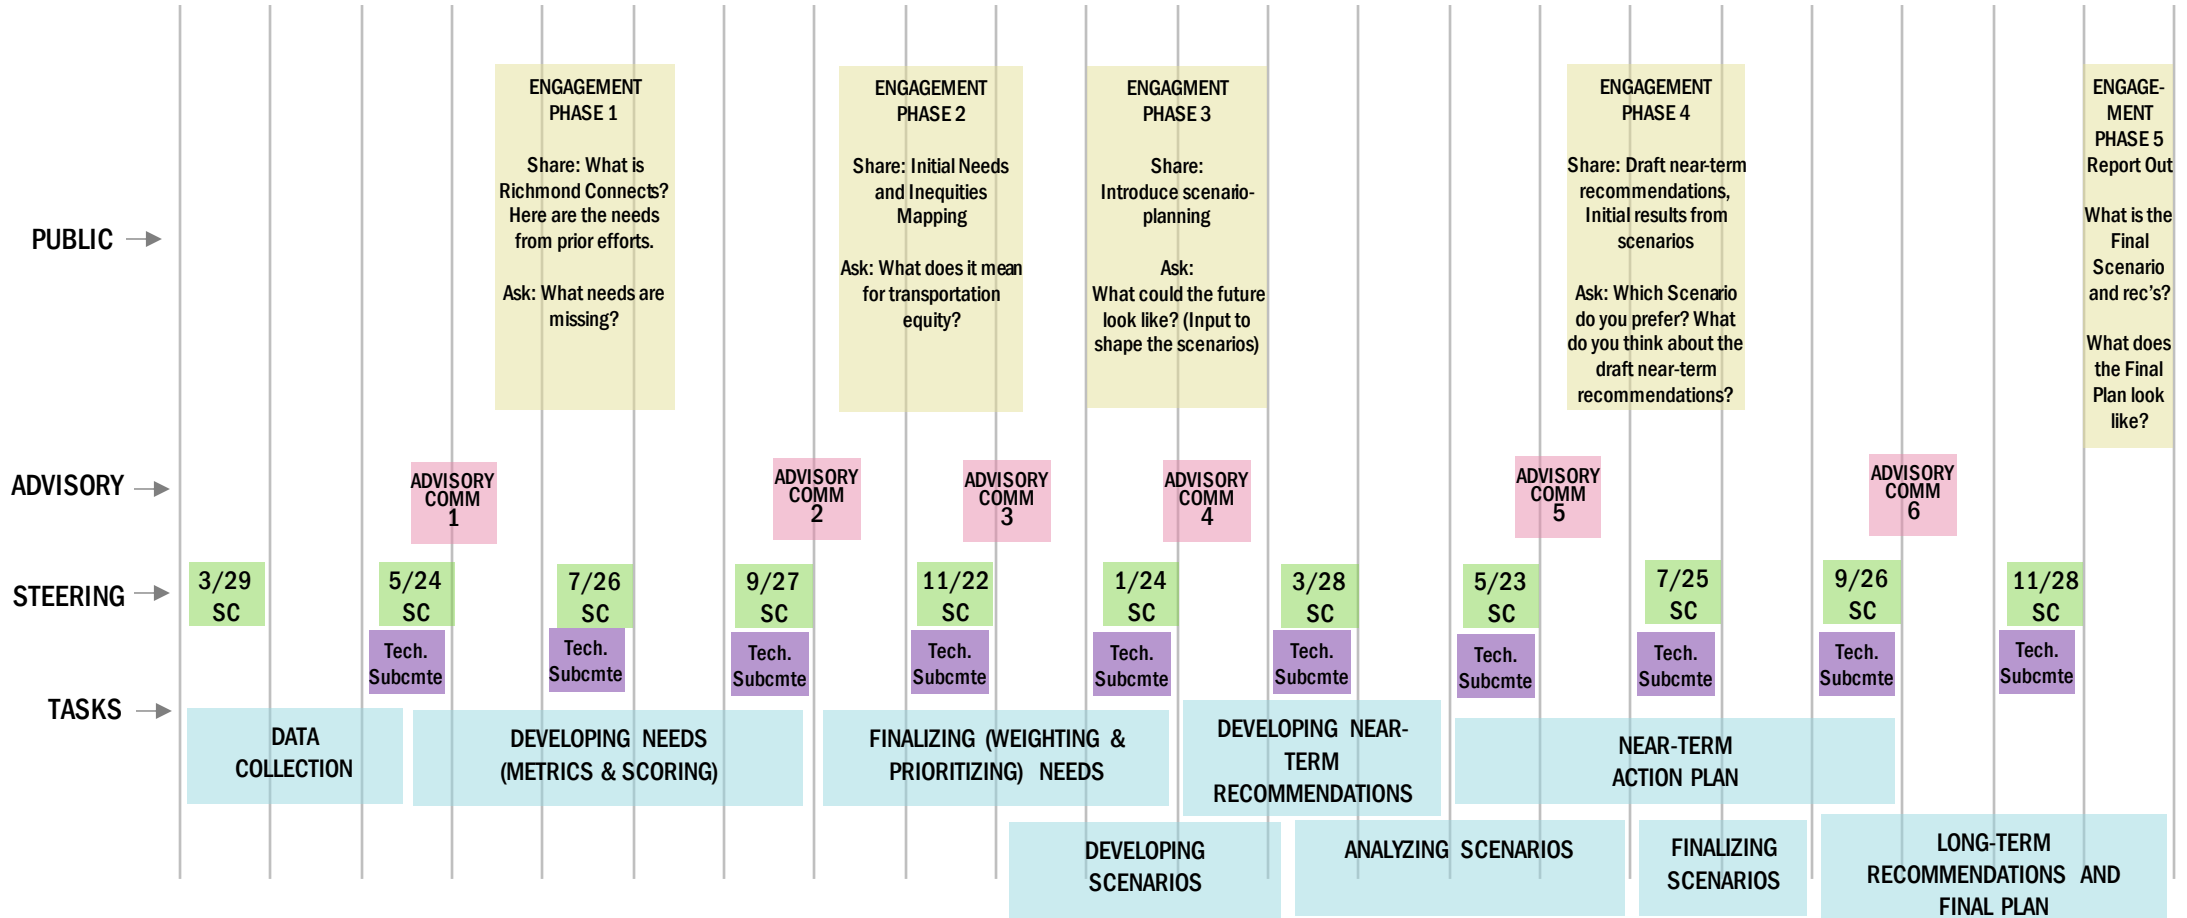 PUBLIC
ENGAGEMENT
PHASE 1
Share: What is
Richmond Connects?
Here are the needs
from prior efforts.
Ask: What needs are
missing?
ENGAGEMENT
PHASE 2
Share: Initial Needs
and Inequities
Mapping
Ask: What does it mean
for transportation
equity?
ENGAGMENT
PHASE 3
Share:
Introduce scenario-
planning
Ask:
What could the future
look like? (Input to
shape the scenarios)
ENGAGEMENT
PHASE 4
Share: Draft near-term
recommendations,
Initial results from
scenarios
Ask: Which Scenario
do you prefer? What
do you think about the
draft near-term
recommendations?
ENGAGE-
MENT
PHASE 5
Report Out
What is the
Final
Scenario
and rec's?
What does
the Final
Plan look
like?
ADVISORY
ADVISORY
COMM
1
ADVISORY
COMM
2
ADVISORY
COMM
3
ADVISORY
COMM
4
ADVISORY
COMM
5
ADVISORY
COMM
6
STEERING
3/29
SC
5/24
SC
7/26
SC
9/27
SC
11/22
SC
1/24
SC
3/28
SC
5/23
SC
7/25
SC
9/26
SC
11/28
SC
Tech.
Subcmte
Tech.
Subcmte
Tech.
Subcmte
Tech.
Subcmte
Tech.
Subcmte
Tech.
Subcmte
Tech.
Subcmte
Tech.
Subcmte
Tech.
Subcmte
Tech.
Subcmte
TASKS
DATA
COLLECTION
DEVELOPING NEEDS
(METRICS & SCORING)
FINALIZING (WEIGHTING &
PRIORITIZING) NEEDS
DEVELOPING NEAR-
TERM
RECOMMENDATIONS
NEAR-TERM
ACTION PLAN
DEVELOPING
SCENARIOS
ANALYZING SCENARIOS
FINALIZING
SCENARIOS
LONG-TERM
RECOMMENDATIONS AND
FINAL PLAN